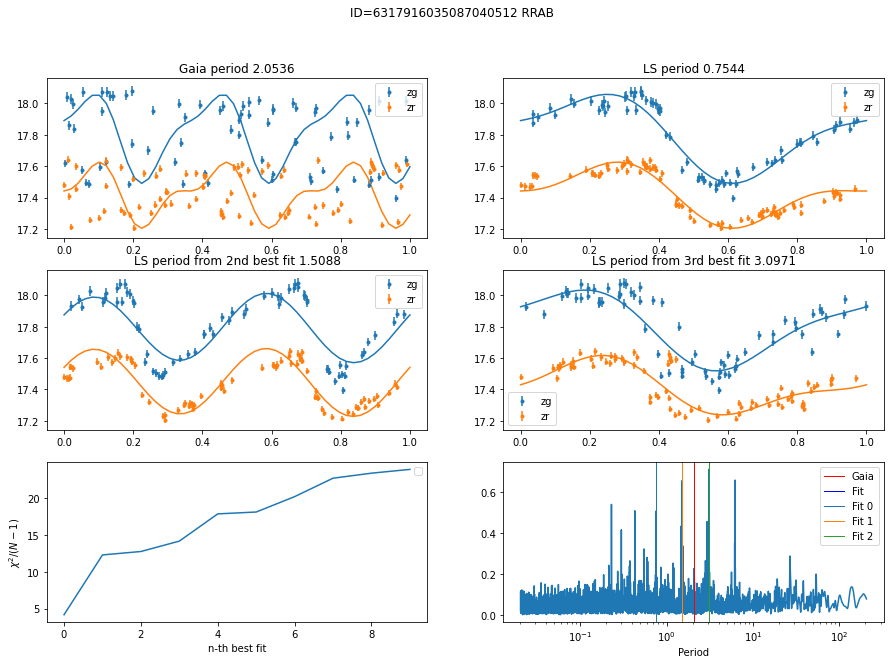 ID=6317916035087040512 RRAB
Gaia period 2.0536
zg
zr
18.0
17.8
17.6
17.4
17.2
0.0 0.2 0.4 0.6 0.8 1.0
LS period 0.7544
zg
zr
18.0
17.8
17.6
17.4
17.2
0.0 0.2 0.4 0.6 0.8 1.0
LS period from 2nd best fit 1.5088
zg
zr
18.0
17.8
17.6
17.4
17.2
0.0 0.2 0.4 0.6 0.8 1.0
LS period from 3rd best fit 3.0971
18.0
17.8
17.6
17.4
17.2
zg
zr
0.0 0.2 0.4 0.6 0.8 1.0
χ²/(N − 1)
20
15
10
5
0 2 4 6 8
n-th best fit
0.6
0.4
0.2
0.0
Gaia
Fit
Fit 0
Fit 1
Fit 2
10⁻¹ 10⁰ 10¹ 10²
Period